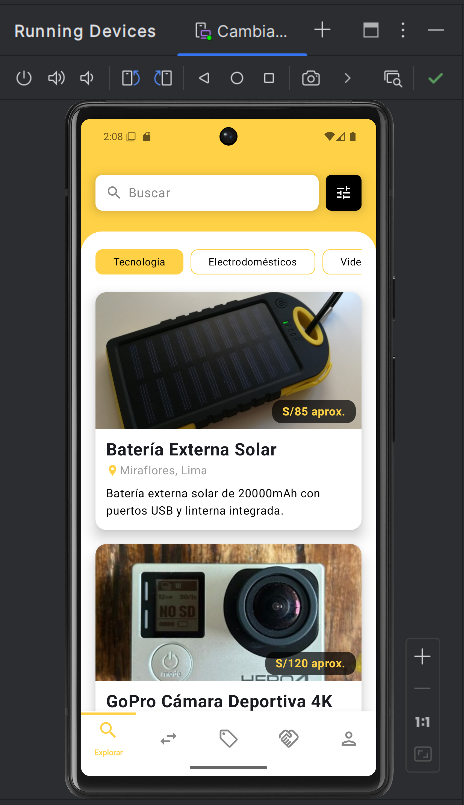 Running Devices
Cambia...
2:08
Buscar
Tecnología
Electrodomésticos
Vide
S/85 aprox.
Batería Externa Solar
Miraflores, Lima
Batería externa solar de 20000mAh con
puertos USB y linterna integrada.
NO SD
mode
HERO4
S/120 aprox.
GoPro Cámara Deportiva 4K
Explorar
1:1